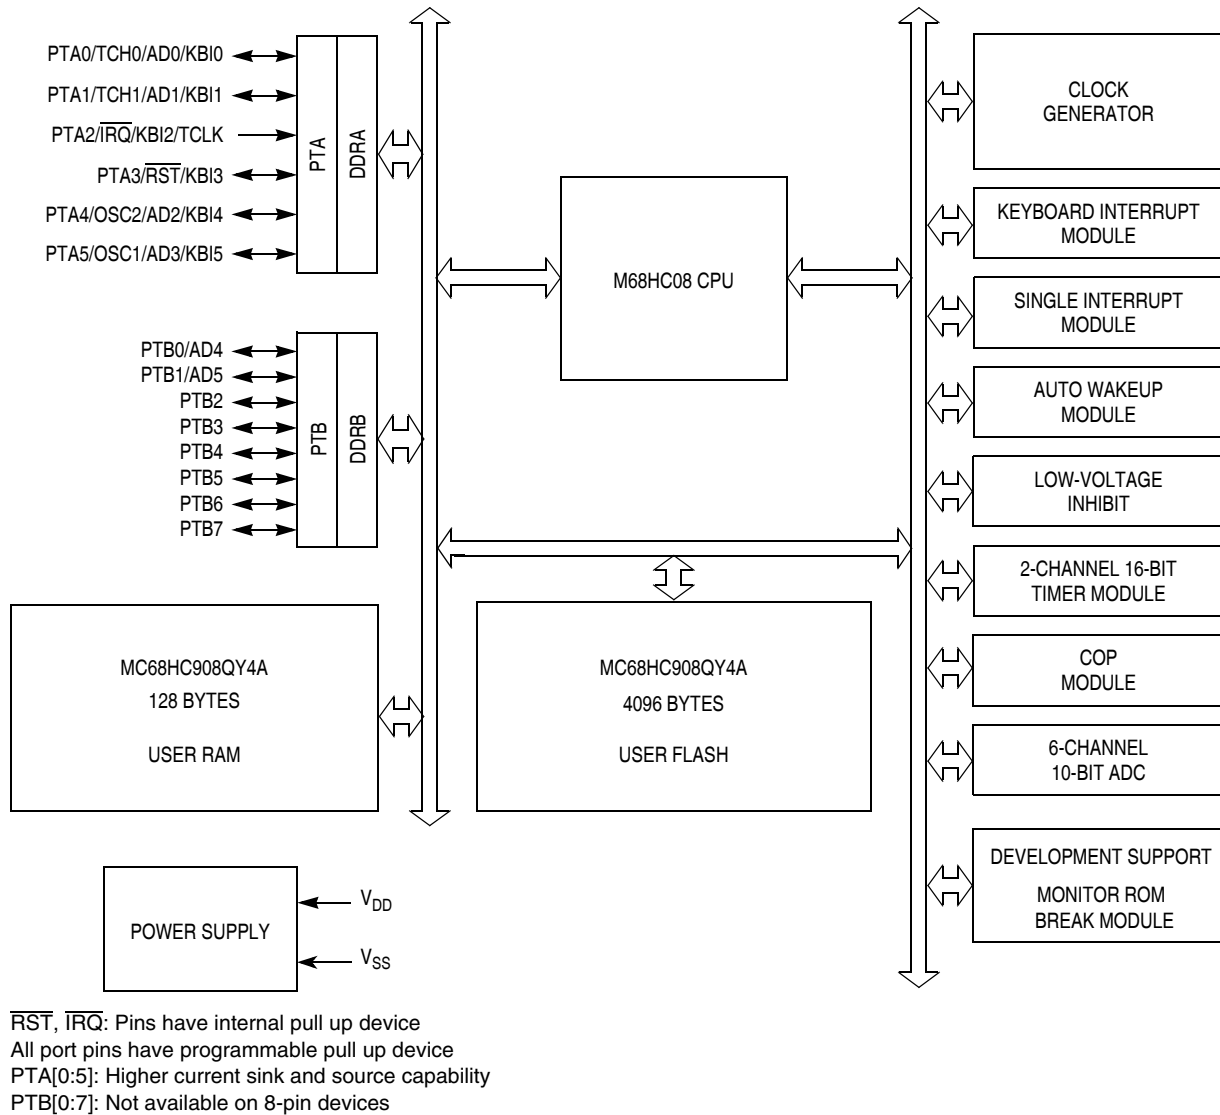 PTA0/TCH0/AD0/KBI0
PTA1/TCH1/AD1/KBI1
PTA2/IRQ/KBI2/TCLK
PTA3/RST/KBI3
PTA4/OSC2/AD2/KBI4
PTA5/OSC1/AD3/KBI5
PTA
DDRA
PTB0/AD4
PTB1/AD5
PTB2
PTB3
PTB4
PTB5
PTB6
PTB7
PTB
DDRB
M68HC08 CPU
MC68HC908QY4A
128 BYTES
USER RAM
MC68HC908QY4A
4096 BYTES
USER FLASH
POWER SUPPLY
VDD
VSS
CLOCK
GENERATOR
KEYBOARD INTERRUPT
MODULE
SINGLE INTERRUPT
MODULE
AUTO WAKEUP
MODULE
LOW-VOLTAGE
INHIBIT
2-CHANNEL 16-BIT
TIMER MODULE
COP
MODULE
6-CHANNEL
10-BIT ADC
DEVELOPMENT SUPPORT
MONITOR ROM
BREAK MODULE
RST, IRQ: Pins have internal pull up device
All port pins have programmable pull up device
PTA[0:5]: Higher current sink and source capability
PTB[0:7]: Not available on 8-pin devices